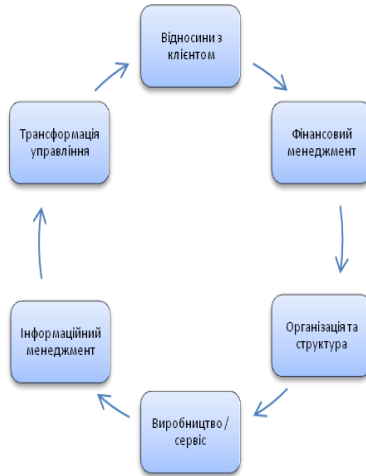 Відносини з
клієнтом
Фінансовий
менеджмент
Організація та
структура
Виробництво /
сервіс
Інформаційний
менеджмент
Трансформація
управління